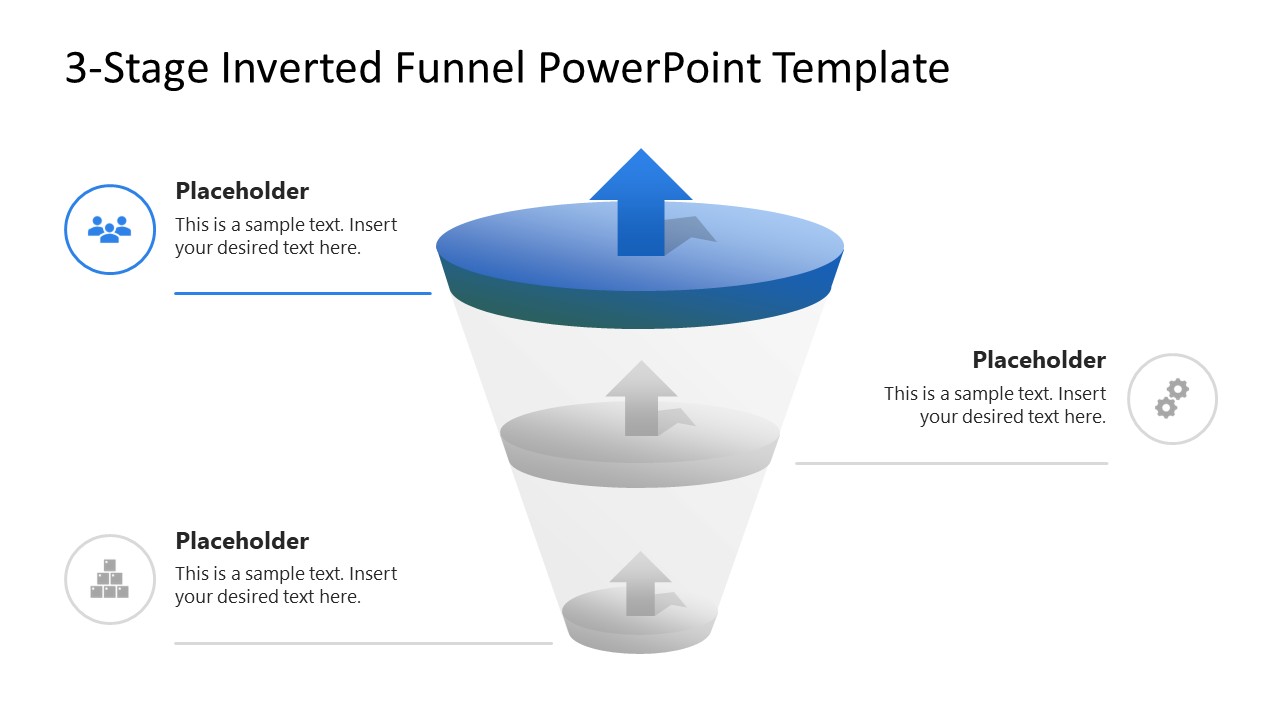 3-Stage Inverted Funnel PowerPoint Template
Placeholder
This is a sample text. Insert
your desired text here.
Placeholder
This is a sample text. Insert
your desired text here.
Placeholder
This is a sample text. Insert
your desired text here.